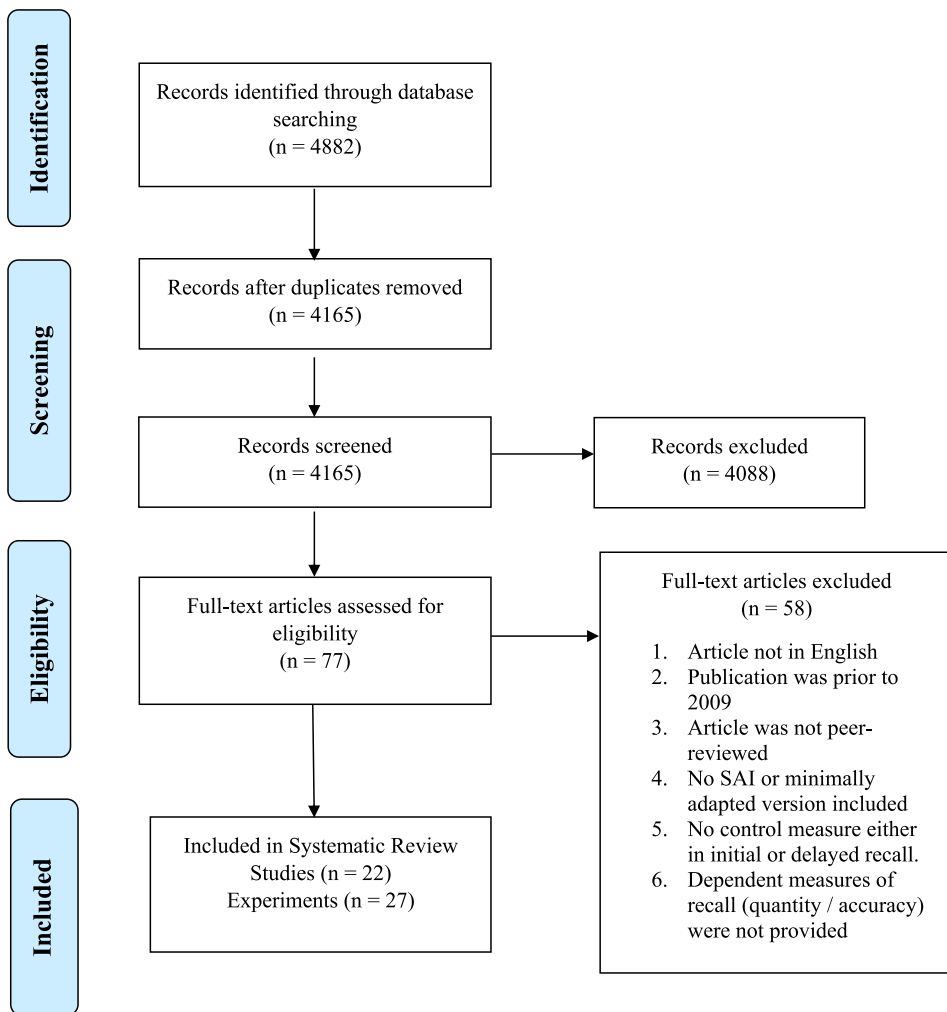 Identification
Records identified through database
searching
(n = 4882)
Screening
Records after duplicates removed
(n = 4165)
Records screened
(n = 4165)
Records excluded
(n = 4088)
Eligibility
Full-text articles assessed for
eligibility
(n = 77)
Full-text articles excluded
(n = 58)
1. Article not in English
2. Publication was prior to
2009
3. Article was not peer-
reviewed
4. No SAI or minimally
adapted version included
5. No control measure either
in initial or delayed recall.
6. Dependent measures of
recall (quantity / accuracy)
were not provided
Included
Included in Systematic Review
Studies (n = 22)
Experiments (n = 27)